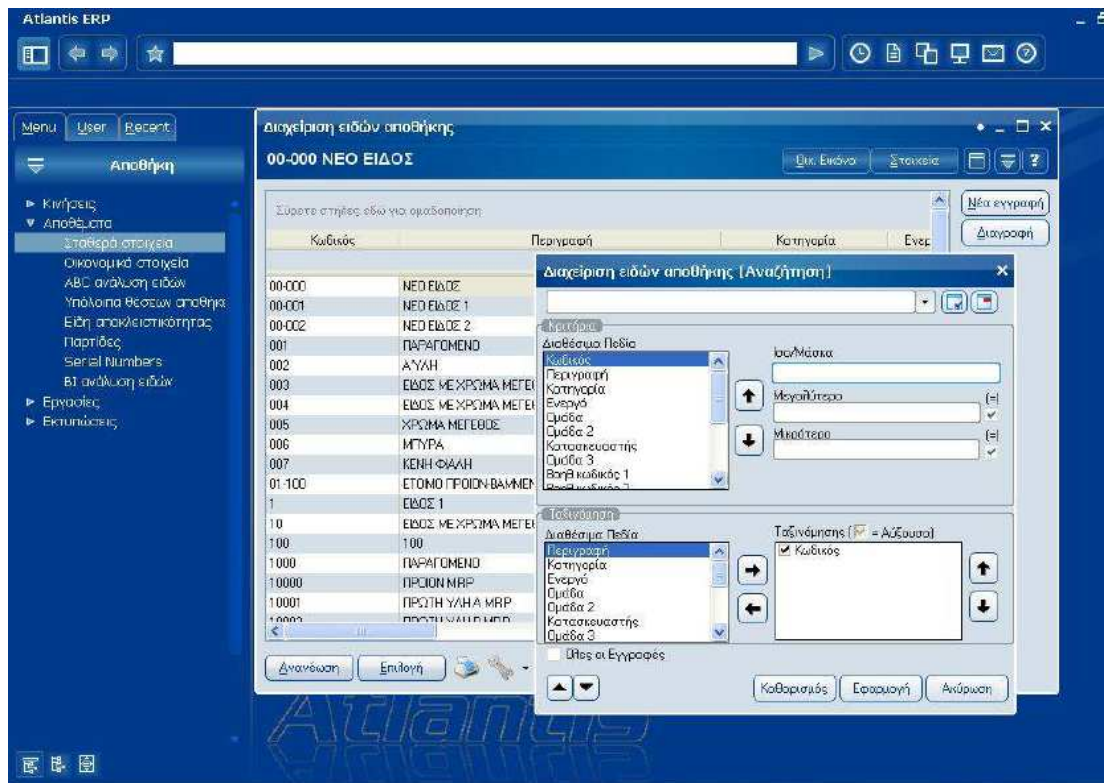 Atlantis ERP
Menu User Recent
Αποθήκη
Κινήσεις
Αποθέματα
Σταθερά στοιχεία
Οικονομικά στοιχεία
ABC ανάλυση ειδών
Υπόλοιπα θέσεων αποθήκη
Είδη αποκλειστικότητας
Παρτίδες
Serial Numbers
BI ανάλυση ειδών
Εργασίες
Εκτυπώσεις
Διαχείριση ειδών αποθήκης
00-000 ΝΕΟ ΕΙΔΟΣ
Οικ. Εικόνα Στοιχεία
Σύρετε στήλες εδώ για ομαδοποίηση
Νέα εγγραφή
Διαγραφή
Κωδικός Περιγραφή Κατηγορία Ενερ
00-000 ΝΕΟ ΕΙΔΟΣ
00-001 ΝΕΟ ΕΙΔΟΣ 1
00-002 ΝΕΟ ΕΙΔΟΣ 2
001 ΠΑΡΑΓΟΜΕΝΟ
002 Α'ΥΛΗ
003 ΕΙΔΟΣ ΜΕ ΧΡΩΜΑ ΜΕΓΕ
004 ΕΙΔΟΣ ΜΕ ΧΡΩΜΑ ΜΕΓΕ
005 ΧΡΩΜΑ ΜΕΓΕΘΟΣ
006 ΜΠΥΡΑ
007 ΚΕΝΗ ΦΙΑΛΗ
01-100 ΕΤΟΙΜΟ ΠΡΟΙΟΝ-ΒΑΜΜΕΝ
1 ΕΙΔΟΣ 1
10 ΕΙΔΟΣ ΜΕ ΧΡΩΜΑ ΜΕΓΕ
100 100
1000 ΠΑΡΑΓΟΜΕΝΟ
10000 ΠΡΟΙΟΝ MRP
10001 ΠΡΩΤΗ ΥΛΗ Α MRP
Ανανέωση Επιλογή
Διαχείριση ειδών αποθήκης [Αναζήτηση]
Κριτήρια
Διαθέσιμα Πεδία
Κωδικός
Περιγραφή
Κατηγορία
Ενεργό
Ομάδα
Ομάδα 2
Κατασκευαστής
Ομάδα 3
Βοηθ κωδικός 1
Ίσο/Μάσκα
Μεγαλύτερο (=)
Μικρότερο (=)
Ταξινόμηση
Διαθέσιμα Πεδία
Περιγραφή
Κατηγορία
Ενεργό
Ομάδα
Ομάδα 2
Κατασκευαστής
Ομάδα 3
Ταξινόμησης ( = Αύξουσα)
Κωδικός
Όλες οι Εγγραφές
Καθαρισμός Εφαρμογή Ακύρωση
Atlantis